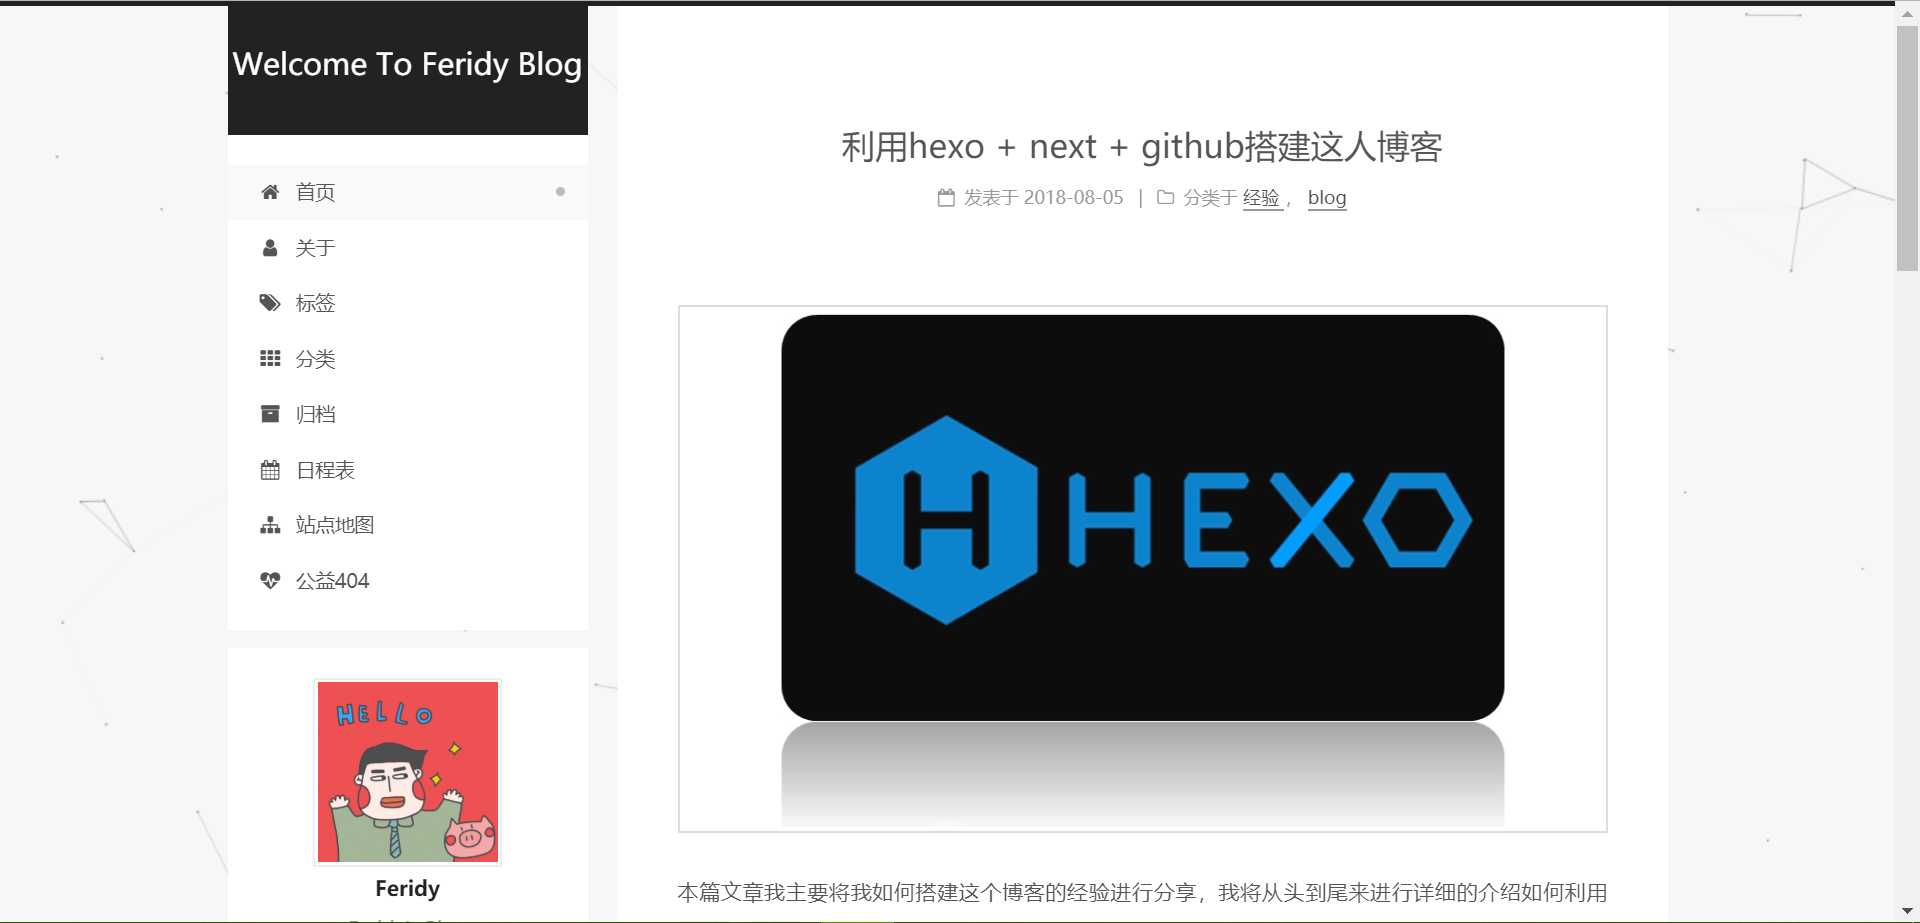 Welcome To Feridy Blog
首页
关于
标签
分类
归档
日程表
站点地图
公益404
HELLO
Feridy
利用hexo + next + github搭建这人博客
发表于 2018-08-05 | 分类于 经验 ， blog
H HEXO
本篇文章我主要将我如何搭建这个博客的经验进行分享，我将从头到尾来进行详细的介绍如何利用